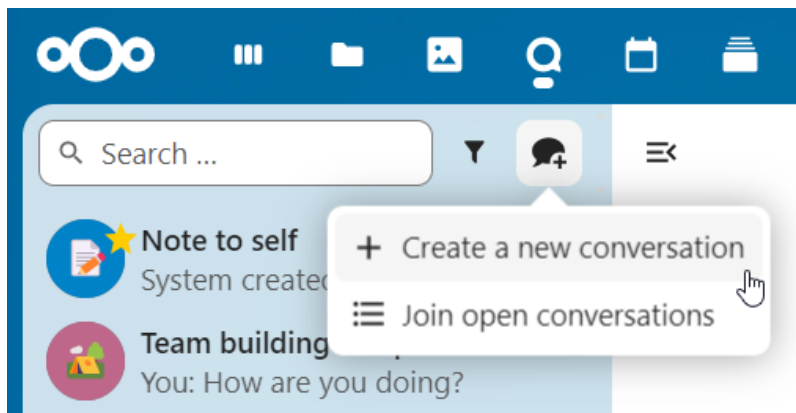 Search ...
Note to self
System created
Create a new conversation
Join open conversations
Team building
You: How are you doing?